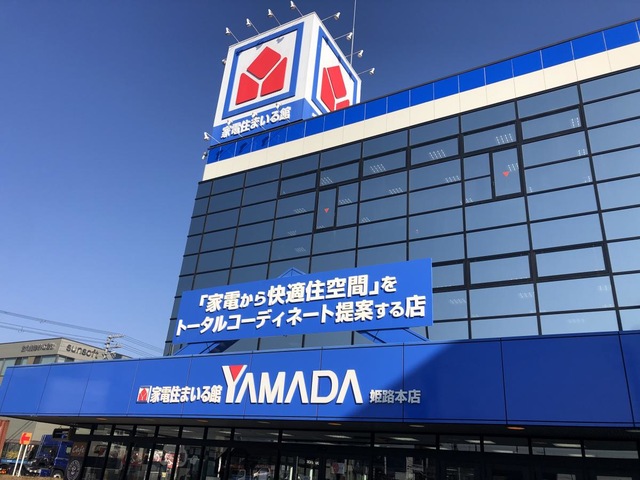 家電住まいる館
「家電から快適住空間」を
トータルコーディネート提案する店
家電住まいる館 YAMADA 姫路本店
sunsoft